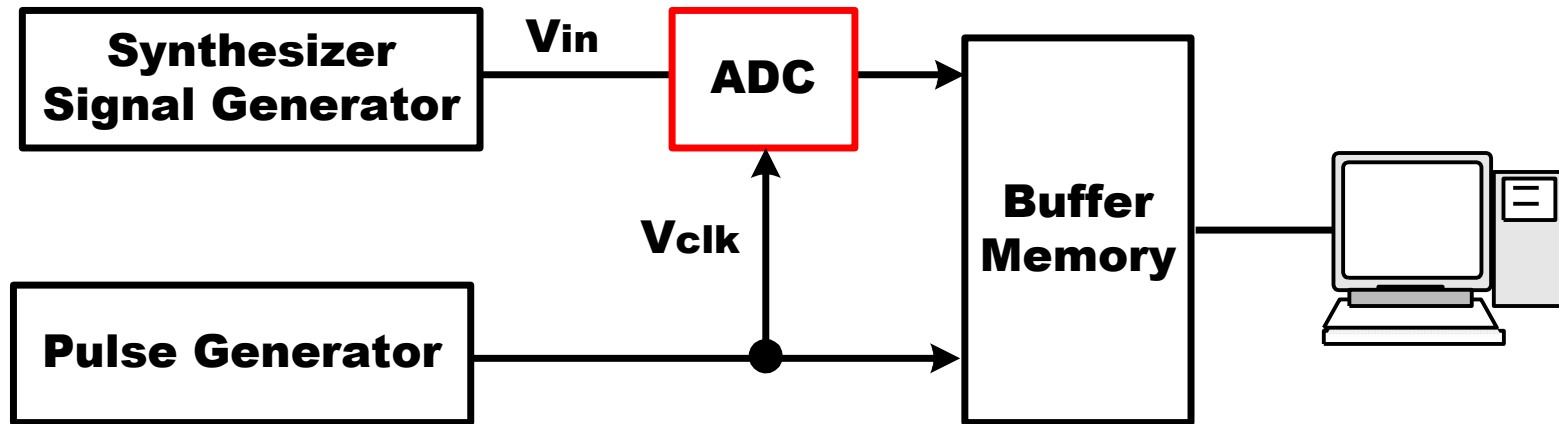 Synthesizer
Signal Generator
Vin
ADC
Vclk
Buffer
Memory
Pulse Generator